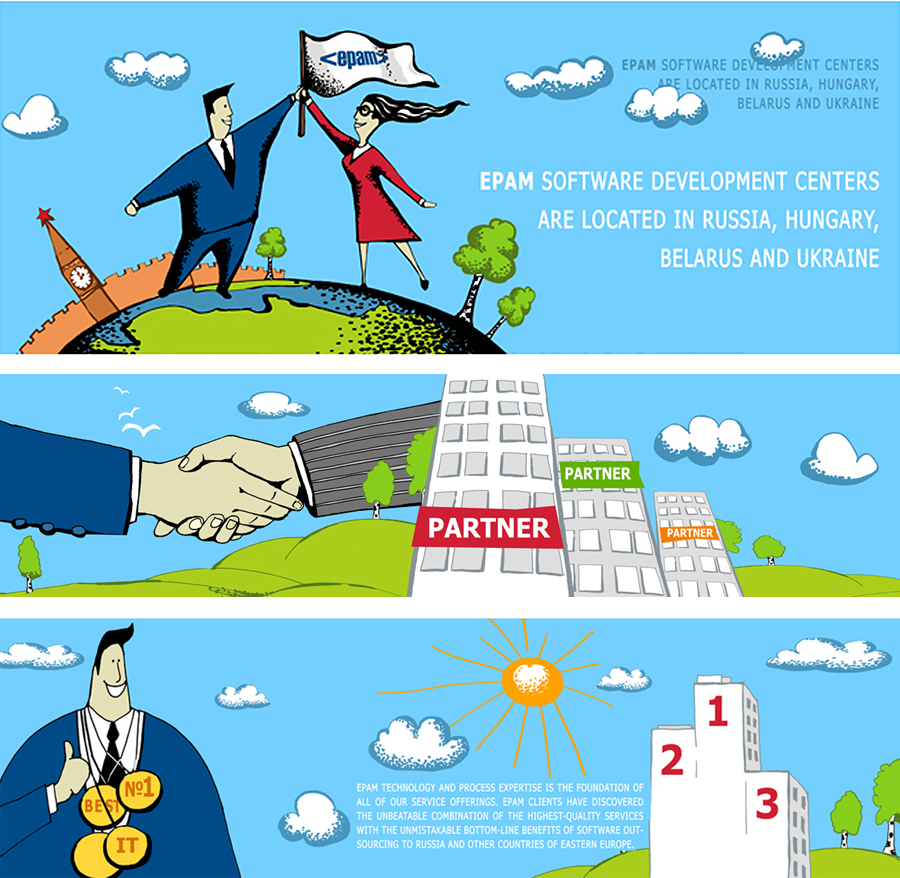 <epam>
EPAM SOFTWARE DEVELOPMENT CENTERS
ARE LOCATED IN RUSSIA, HUNGARY,
BELARUS AND UKRAINE
EPAM SOFTWARE DEVELOPMENT CENTERS
ARE LOCATED IN RUSSIA, HUNGARY,
BELARUS AND UKRAINE
PARTNER
PARTNER
PARTNER
BEST
№1
IT
EPAM TECHNOLOGY AND PROCESS EXPERTISE IS THE FOUNDATION OF
ALL OF OUR SERVICE OFFERINGS. EPAM CLIENTS HAVE DISCOVERED
THE UNBEATABLE COMBINATION OF THE HIGHEST-QUALITY SERVICES
WITH THE UNMISTAKABLE BOTTOM-LINE BENEFITS OF SOFTWARE OUT-
SOURCING TO RUSSIA AND OTHER COUNTRIES OF EASTERN EUROPE.
1
2
3